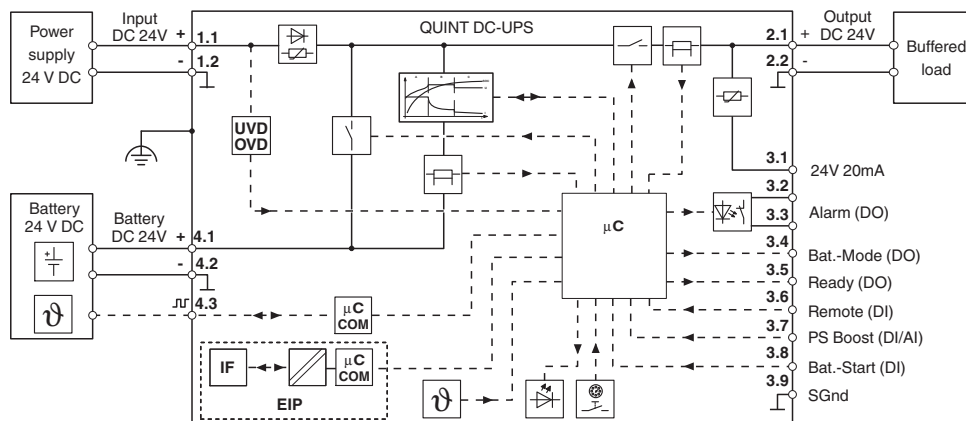 Power
supply
24 V DC
Input
DC 24V
+
1.1
-
1.2
QUINT DC-UPS
2.1
+
Output
DC 24V
2.2
-
Buffered
load
UVD
OVD
3.1
24V 20mA
3.2
3.3
Alarm (DO)
µC
3.4
Bat.-Mode (DO)
3.5
Ready (DO)
3.6
Remote (DI)
3.7
PS Boost (DI/AI)
3.8
Bat.-Start (DI)
3.9
SGnd
Battery
24 V DC
+
-
ϑ
Battery
DC 24V
+
4.1
-
4.2
4.3
µC
COM
IF
µC
COM
EIP
ϑ